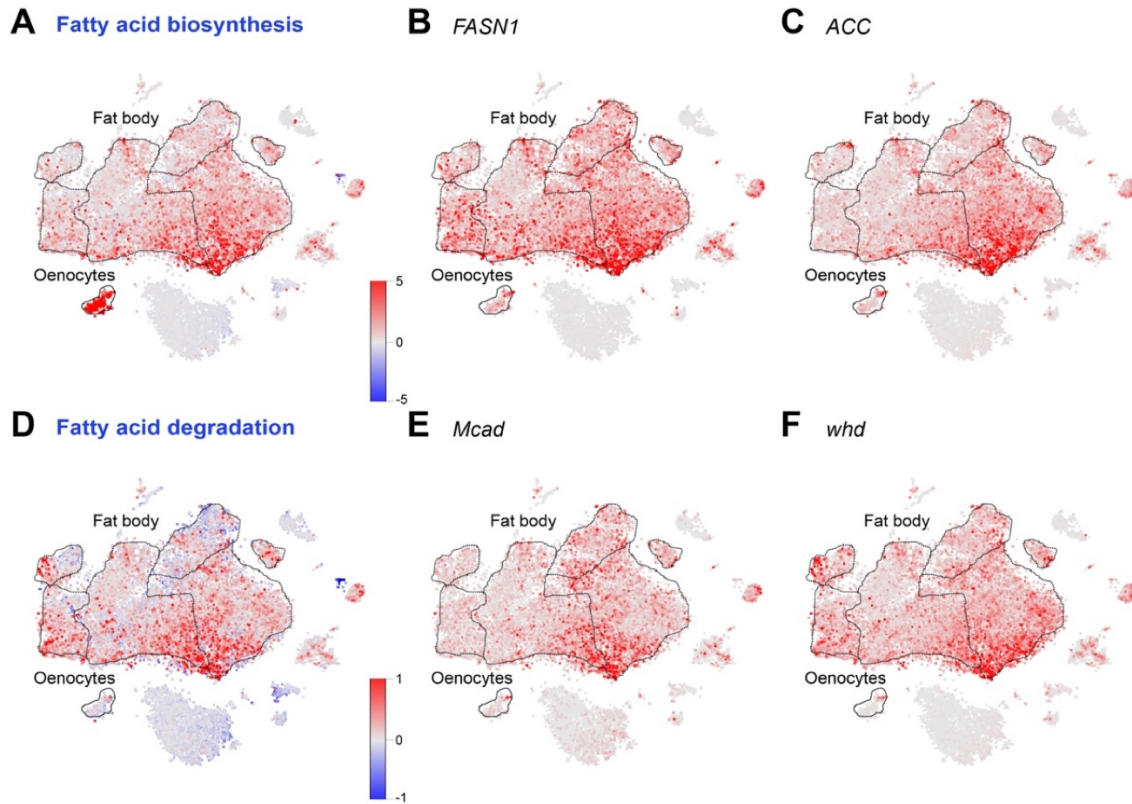 A Fatty acid biosynthesis
B FASN1
C ACC
Fat body
Fat body
Fat body
Oenocytes
Oenocytes
Oenocytes
5
0
-5
D Fatty acid degradation
E Mcad
F whd
Fat body
Fat body
Fat body
Oenocytes
Oenocytes
Oenocytes
1
0
-1